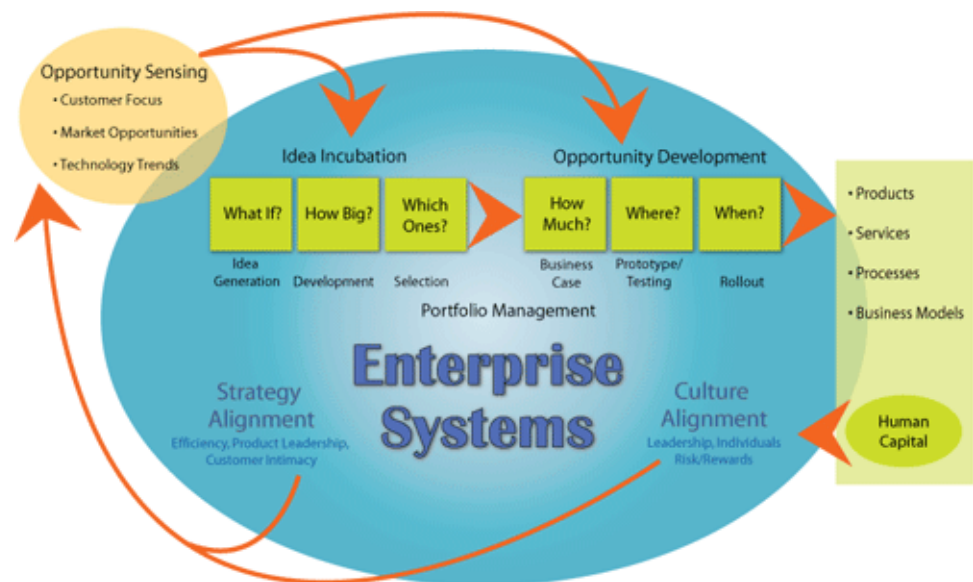 Opportunity Sensing
• Customer Focus
• Market Opportunities
• Technology Trends
Idea Incubation
Opportunity Development
What If?
How Big?
Which
Ones?
How
Much?
Where?
When?
Idea
Generation
Development
Selection
Business
Case
Prototype/
Testing
Rollout
Portfolio Management
• Products
• Services
• Processes
• Business Models
Enterprise
Systems
Strategy
Alignment
Efficiency, Product Leadership,
Customer Intimacy
Culture
Alignment
Leadership, Individuals
Risk/Rewards
Human
Capital